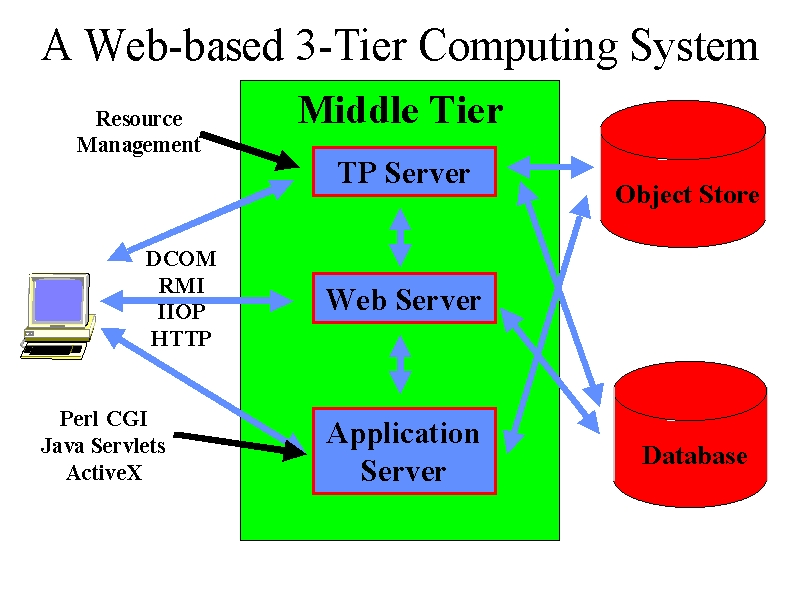 A Web-based 3-Tier Computing System
Middle Tier
Resource
Management
TP Server
Object Store
DCOM
RMI
IIOP
HTTP
Web Server
Perl CGI
Java Servlets
ActiveX
Application
Server
Database